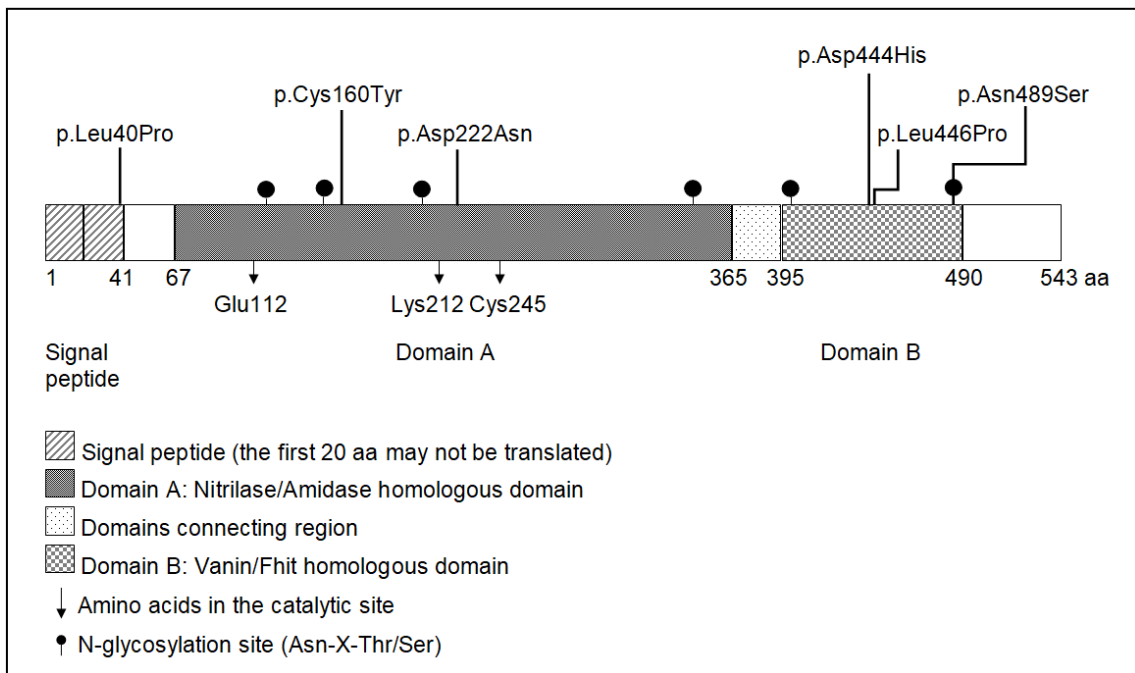 p.Asp444His
p.Cys160Tyr
p.Asn489Ser
p.Leu40Pro
p.Asp222Asn
p.Leu446Pro
1 41 67 365 395 490 543 aa
Glu112 Lys212 Cys245
Signal peptide
Domain A
Domain B
Signal peptide (the first 20 aa may not be translated)
Domain A: Nitrilase/Amidase homologous domain
Domains connecting region
Domain B: Vanin/Fhit homologous domain
Amino acids in the catalytic site
N-glycosylation site (Asn-X-Thr/Ser)